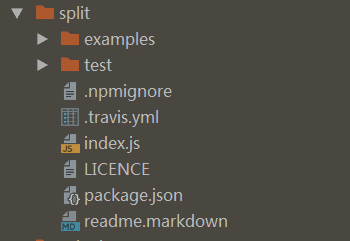 split
examples
test
.npmignore
.travis.yml
index.js
LICENCE
package.json
readme.markdown